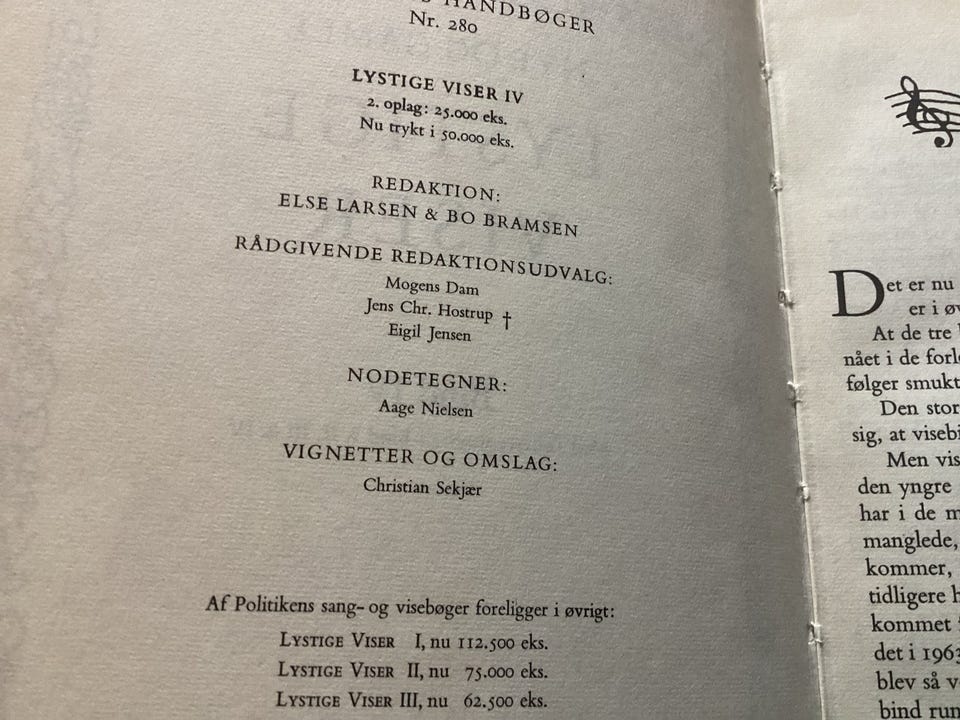 HANDBØGER
Nr. 280
LYSTIGE VISER IV
2. oplag: 25.000 eks.
Nu trykt i 50.000 eks.
REDAKTION:
ELSE LARSEN & BO BRAMSEN
RÅDGIVENDE REDAKTIONSUDVALG:
Mogens Dam
Jens Chr. Hostrup †
Eigil Jensen
NODETEGNER:
Aage Nielsen
VIGNETTER OG OMSLAG:
Christian Sekjær
Af Politikens sang- og visebøger foreligger i øvrigt:
LYSTIGE VISER I, nu 112.500 eks.
LYSTIGE VISER II, nu 75.000 eks.
LYSTIGE VISER III, nu 62.500 eks.
Det er nu
er i øv
At de tre
nået i de forl
følger smukt
Den stor
sig, at visebi
Men vis
den yngre
har i de m
manglede,
kommer,
tidligere h
kommet
det i 1963
blev så v
bind run